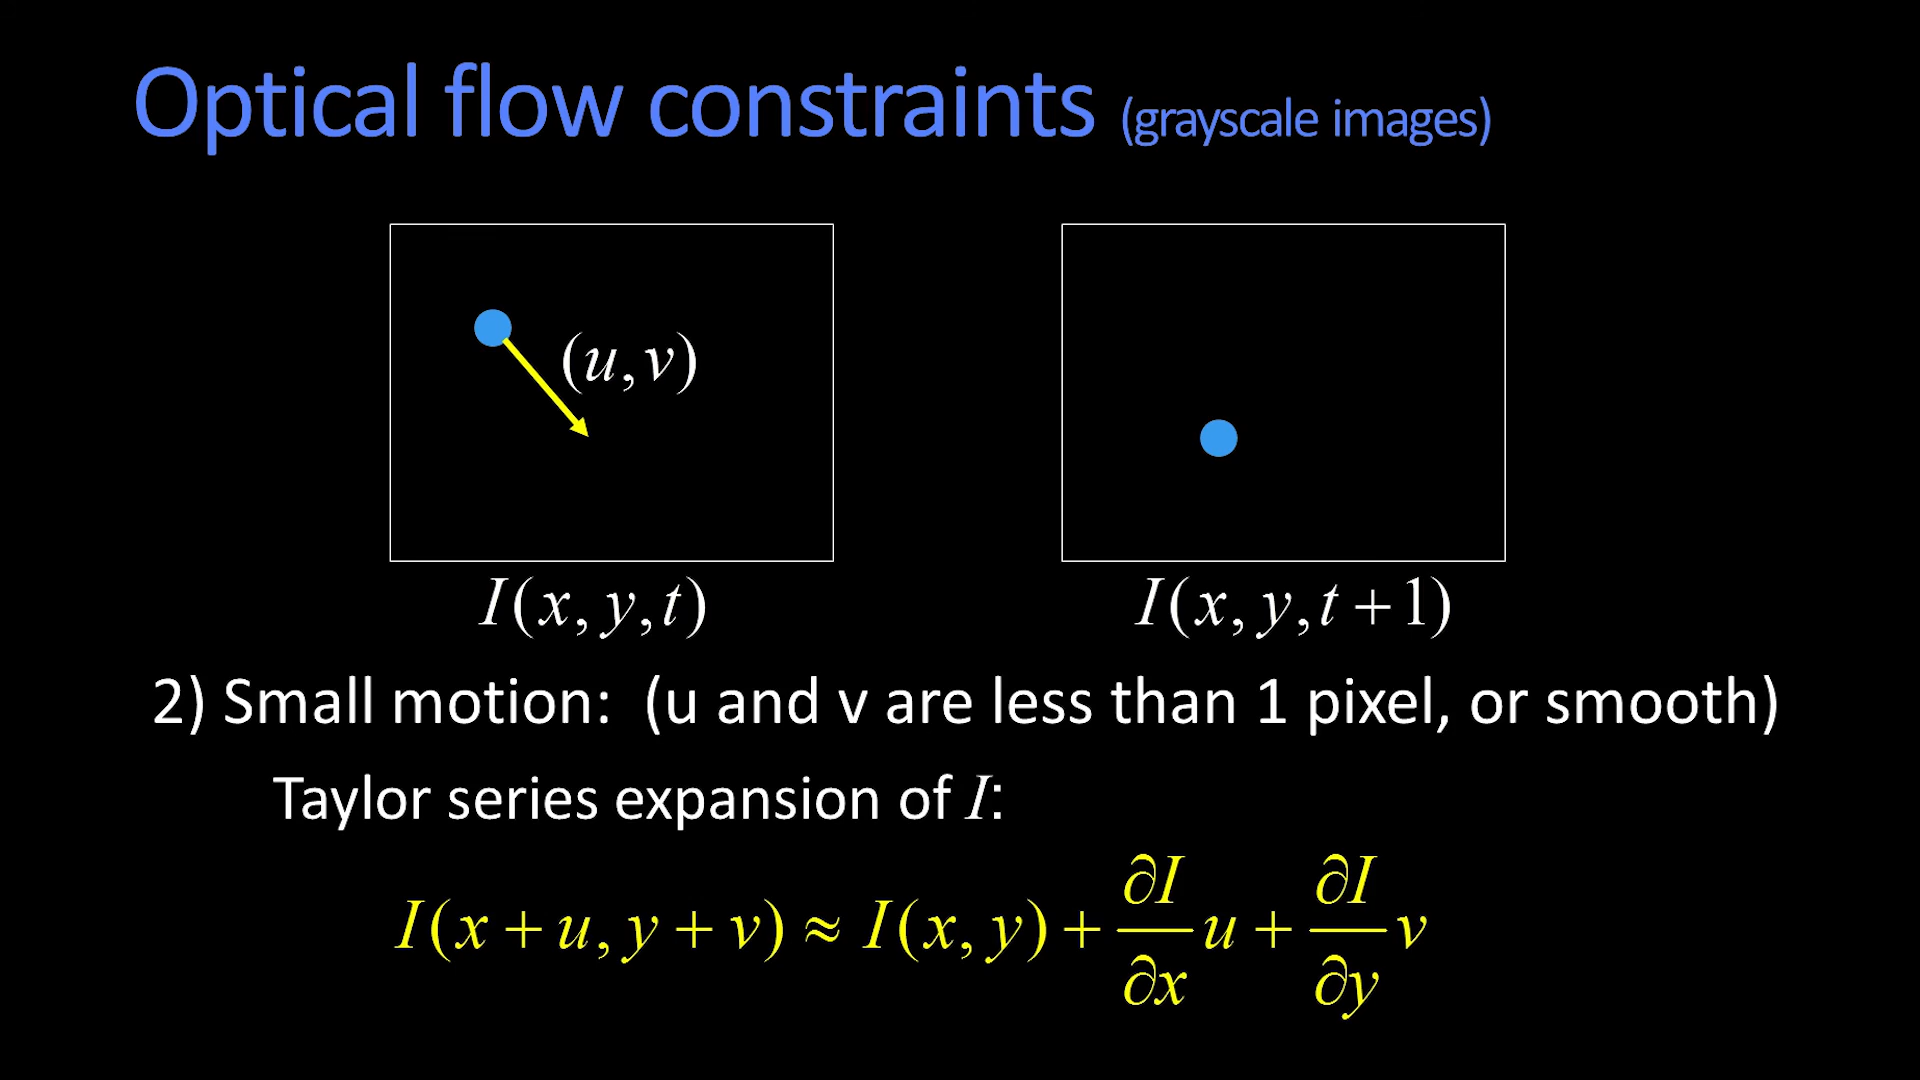 Optical flow constraints (grayscale images)
(u, v)
I(x, y, t)
I(x, y, t + 1)
2) Small motion: (u and v are less than 1 pixel, or smooth)
Taylor series expansion of I:
I(x + u, y + v) ≈ I(x, y) + ∂I/∂x u + ∂I/∂y v